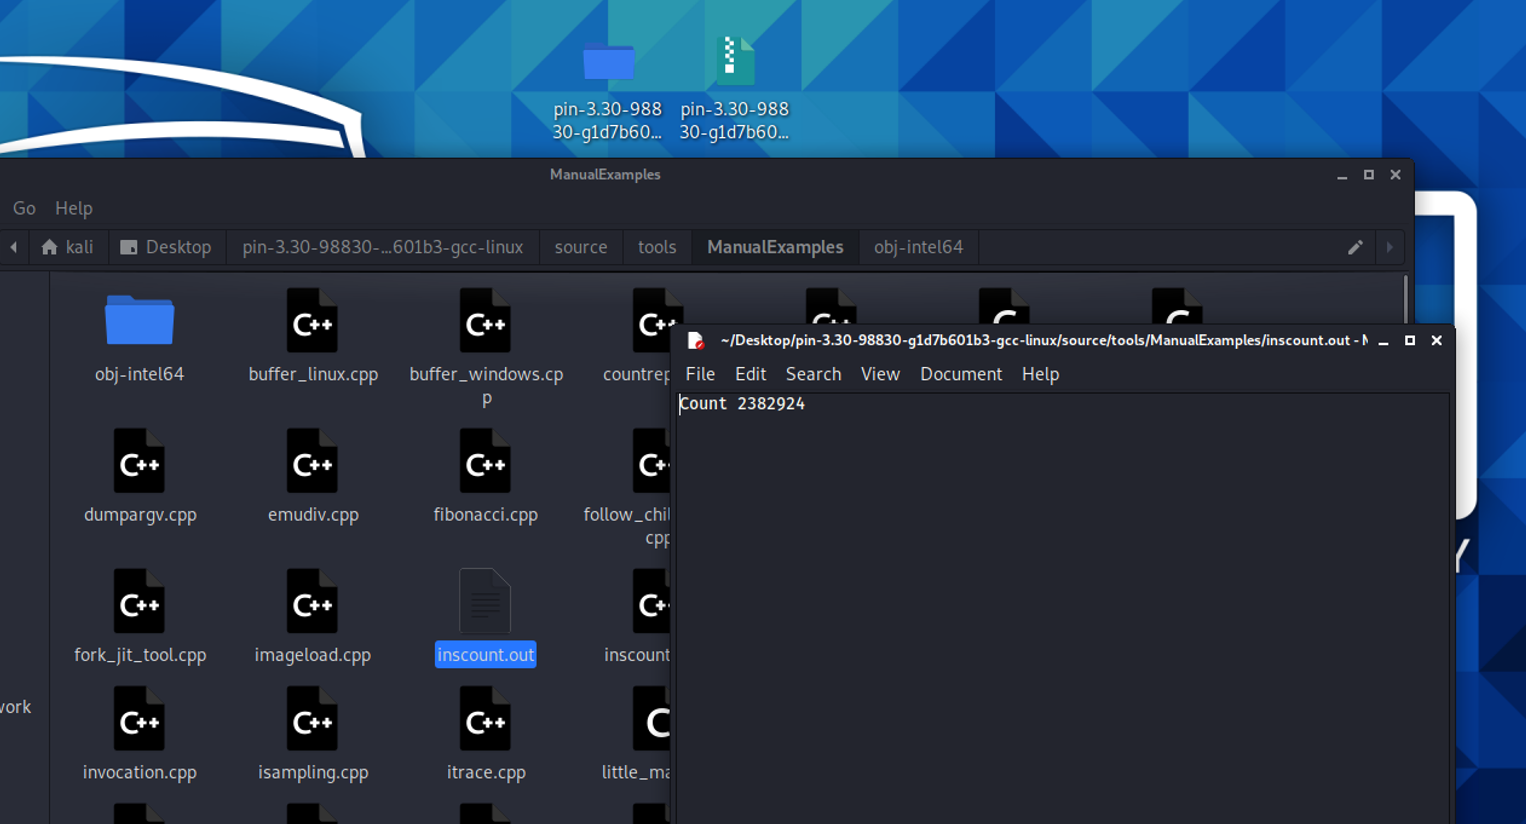 pin-3.30-988
30-g1d7b60...
pin-3.30-988
30-g1d7b60...
ManualExamples
Go Help
kali Desktop pin-3.30-98830-...601b3-gcc-linux source tools ManualExamples obj-intel64
obj-intel64
buffer_linux.cpp
buffer_windows.cp
p
countrep
C++
C++
C++
C++
C
C
~/Desktop/pin-3.30-98830-g1d7b601b3-gcc-linux/source/tools/ManualExamples/inscount.out - M
File Edit Search View Document Help
Count 2382924
C++
C++
C++
C+
dumpargv.cpp
emudiv.cpp
fibonacci.cpp
follow_chil
cpp
C++
C++
C+
fork_jit_tool.cpp
imageload.cpp
inscount.out
inscount
Y
work
C++
C++
C++
C
invocation.cpp
isampling.cpp
itrace.cpp
little_ma